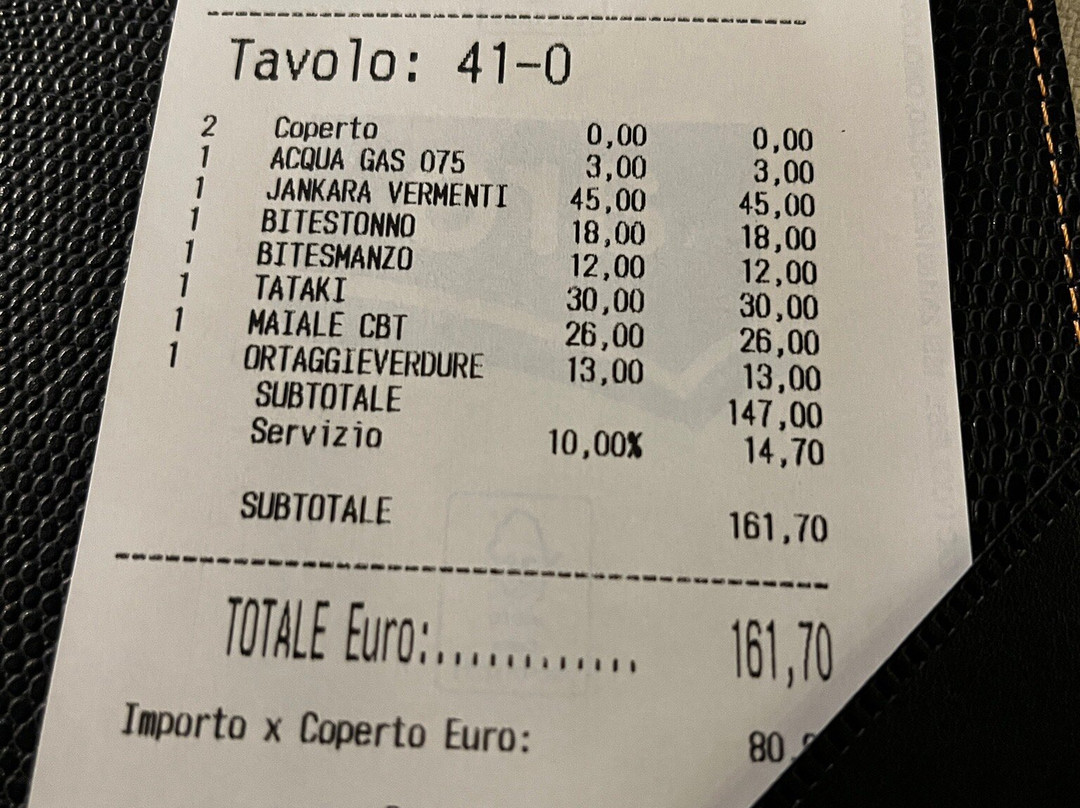 Tavolo: 41-0
2 Coperto 0,00 0,00
1 ACQUA GAS 075 3,00 3,00
1 JANKARA VERMENTI 45,00 45,00
1 BITESTONNO 18,00 18,00
1 BITESMANZO 12,00 12,00
1 TATAKI 30,00 30,00
1 MAIALE CBT 26,00 26,00
1 ORTAGGIEVERDURE 13,00 13,00
SUBTOTALE 147,00
Servizio 10,00% 14,70
SUBTOTALE 161,70
TOTALE Euro:............. 161,70
Importo x Coperto Euro: 80